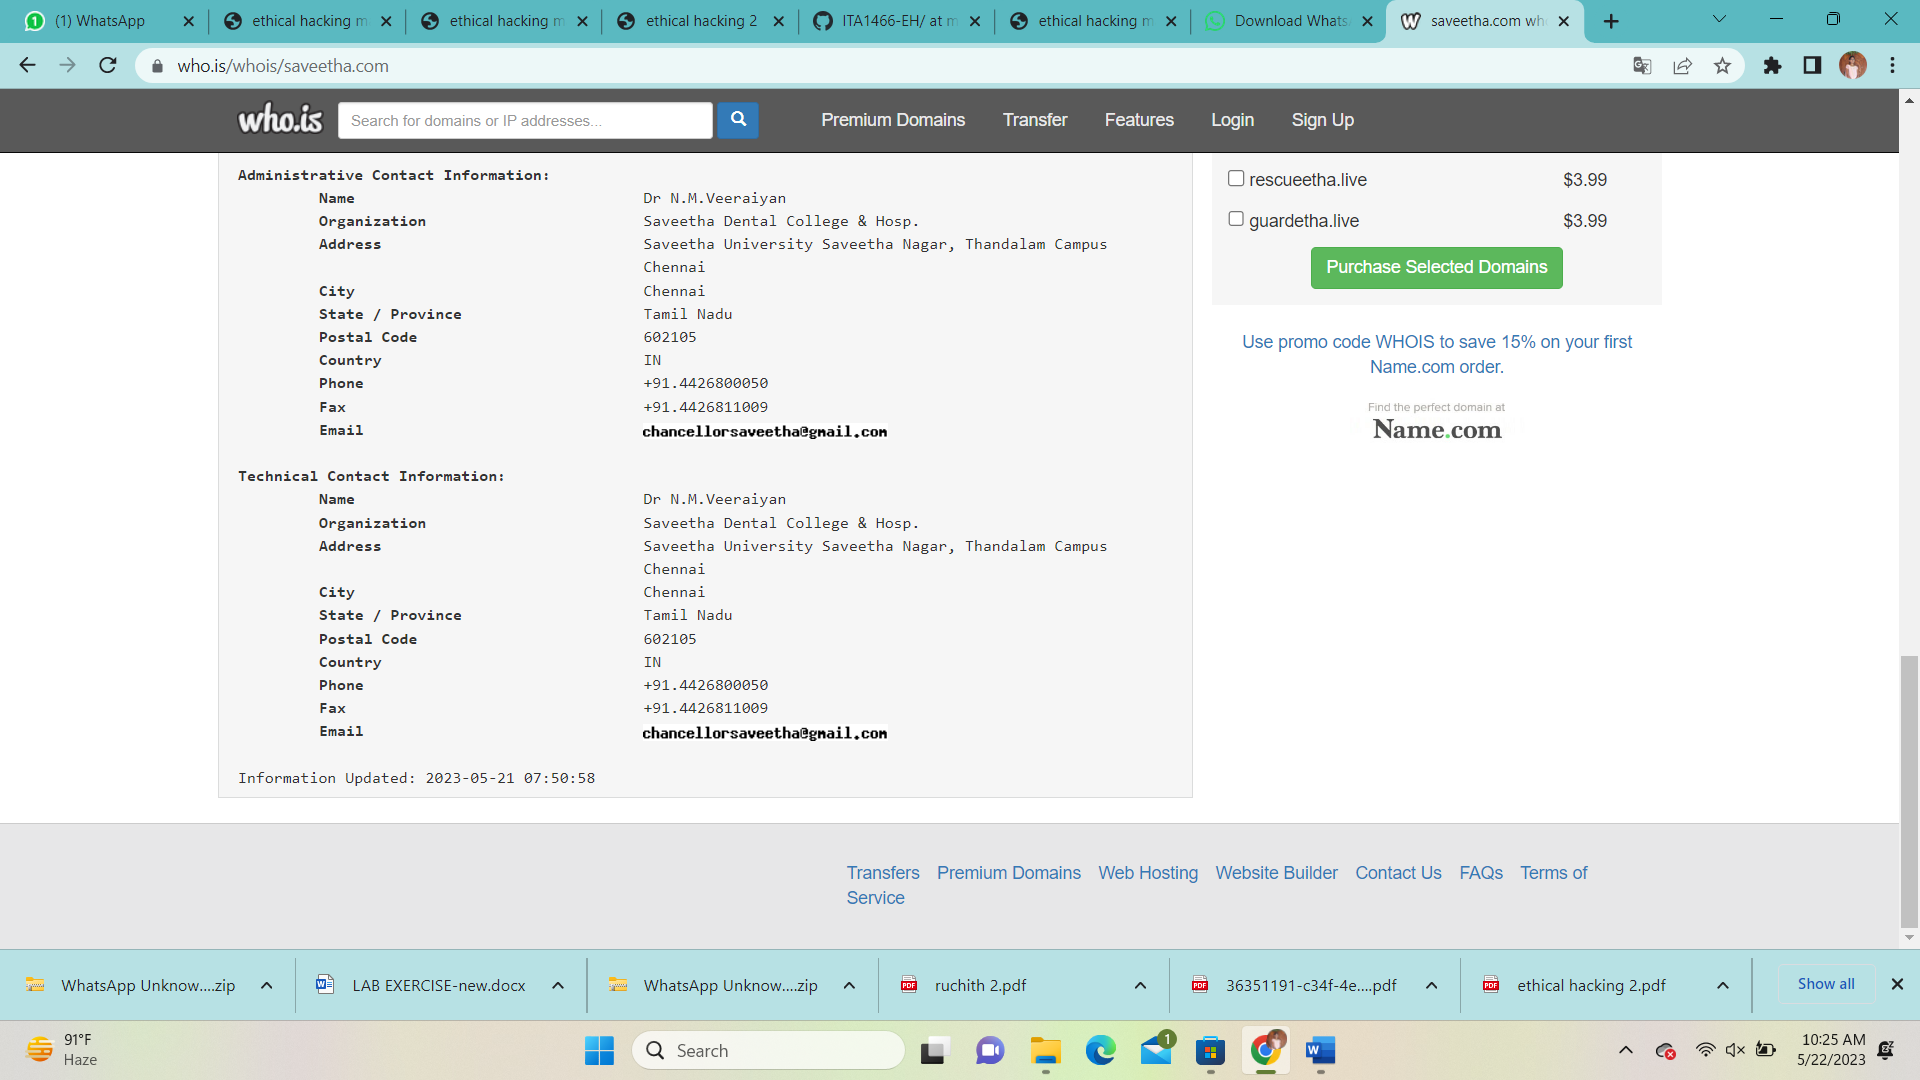 (1) WhatsApp
ethical hacking m
ethical hacking m
ethical hacking 2
ITA1466-EH/ at m
ethical hacking m
Download Whats
saveetha.com wh
who.is/whois/saveetha.com
who.is
Search for domains or IP addresses...
Premium Domains Transfer Features Login Sign Up
Administrative Contact Information:
Name Dr N.M.Veeraiyan
Organization Saveetha Dental College & Hosp.
Address Saveetha University Saveetha Nagar, Thandalam Campus
Chennai
City Chennai
State / Province Tamil Nadu
Postal Code 602105
Country IN
Phone +91.4426800050
Fax +91.4426811009
Email chancellorsaveetha@gmail.com
Technical Contact Information:
Name Dr N.M.Veeraiyan
Organization Saveetha Dental College & Hosp.
Address Saveetha University Saveetha Nagar, Thandalam Campus
Chennai
City Chennai
State / Province Tamil Nadu
Postal Code 602105
Country IN
Phone +91.4426800050
Fax +91.4426811009
Email chancellorsaveetha@gmail.com
Information Updated: 2023-05-21 07:50:58
rescueetha.live $3.99
guardetha.live $3.99
Purchase Selected Domains
Use promo code WHOIS to save 15% on your first
Name.com order.
Find the perfect domain at
Name.com
Transfers Premium Domains Web Hosting Website Builder Contact Us FAQs Terms of
Service
WhatsApp Unknow....zip
LAB EXERCISE-new.docx
WhatsApp Unknow....zip
ruchith 2.pdf
36351191-c34f-4e....pdf
ethical hacking 2.pdf
Show all
91°F
Haze
Search
1
10:25 AM
5/22/2023